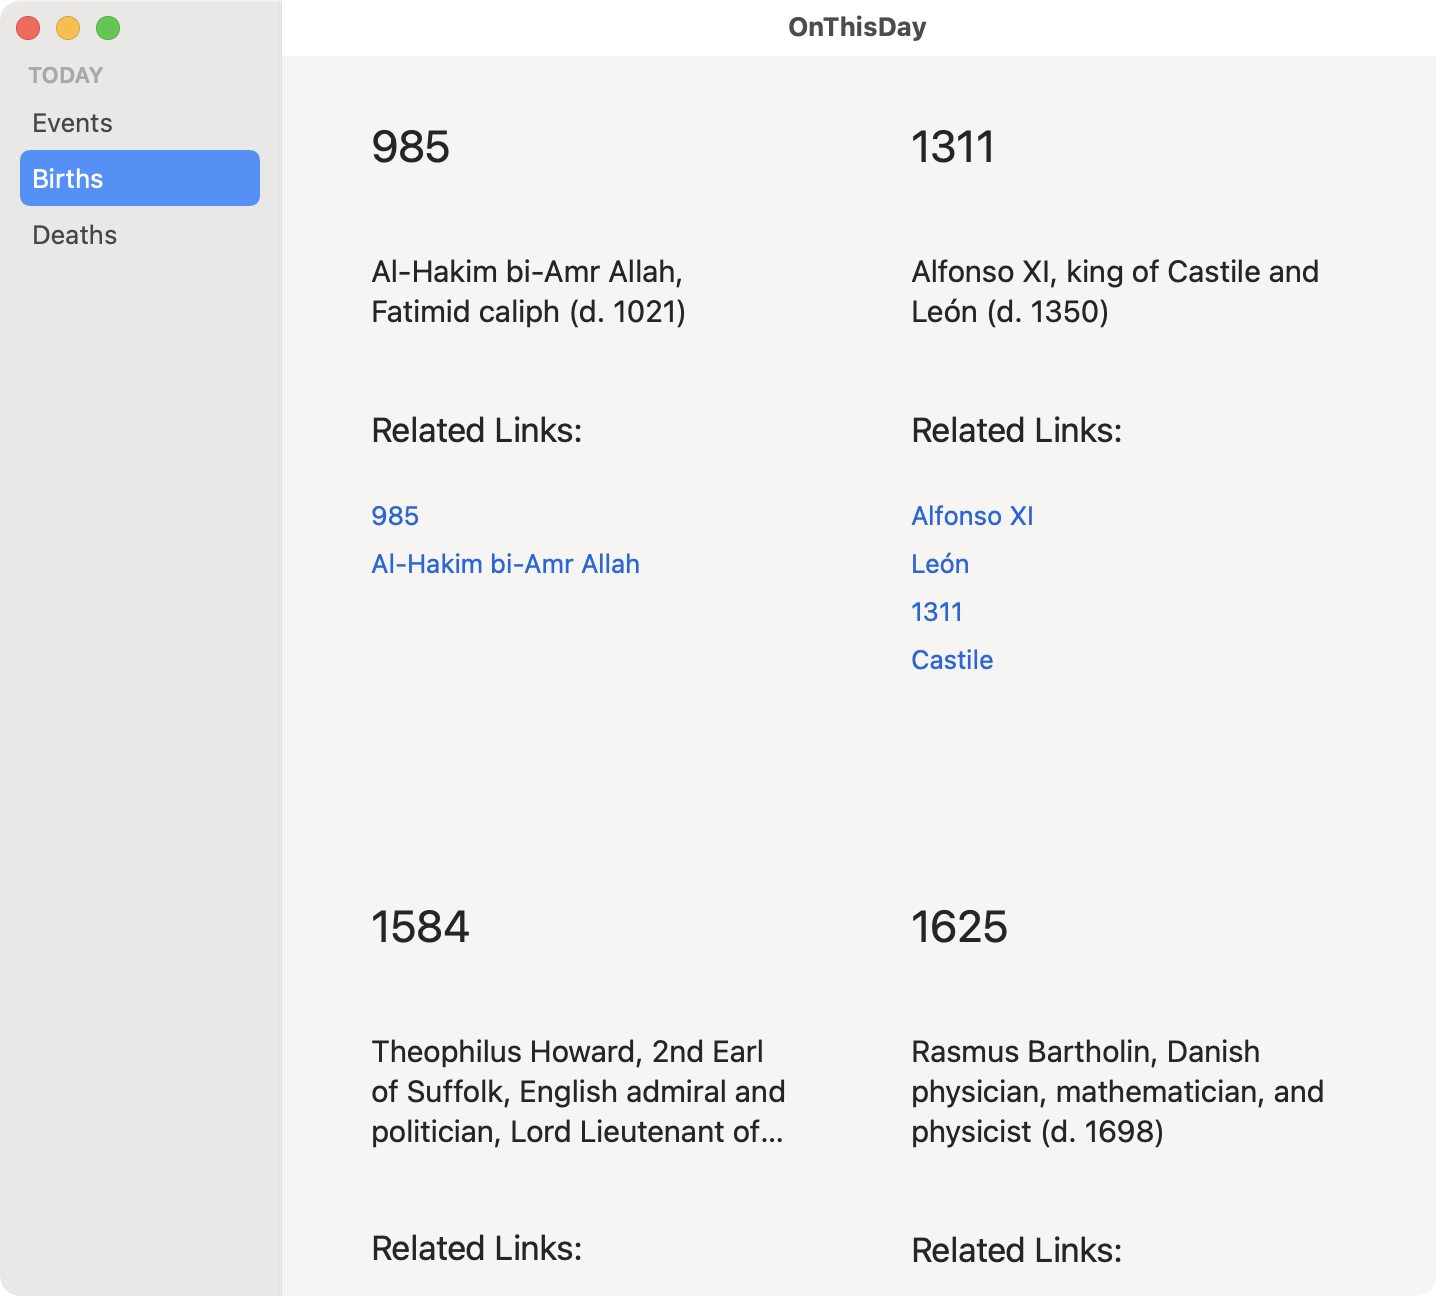 OnThisDay
TODAY
Events
Births
Deaths
985
Al-Hakim bi-Amr Allah,
Fatimid caliph (d. 1021)
Related Links:
985
Al-Hakim bi-Amr Allah
1311
Alfonso XI, king of Castile and
León (d. 1350)
Related Links:
Alfonso XI
León
1311
Castile
1584
Theophilus Howard, 2nd Earl
of Suffolk, English admiral and
politician, Lord Lieutenant of...
Related Links:
1625
Rasmus Bartholin, Danish
physician, mathematician, and
physicist (d. 1698)
Related Links: